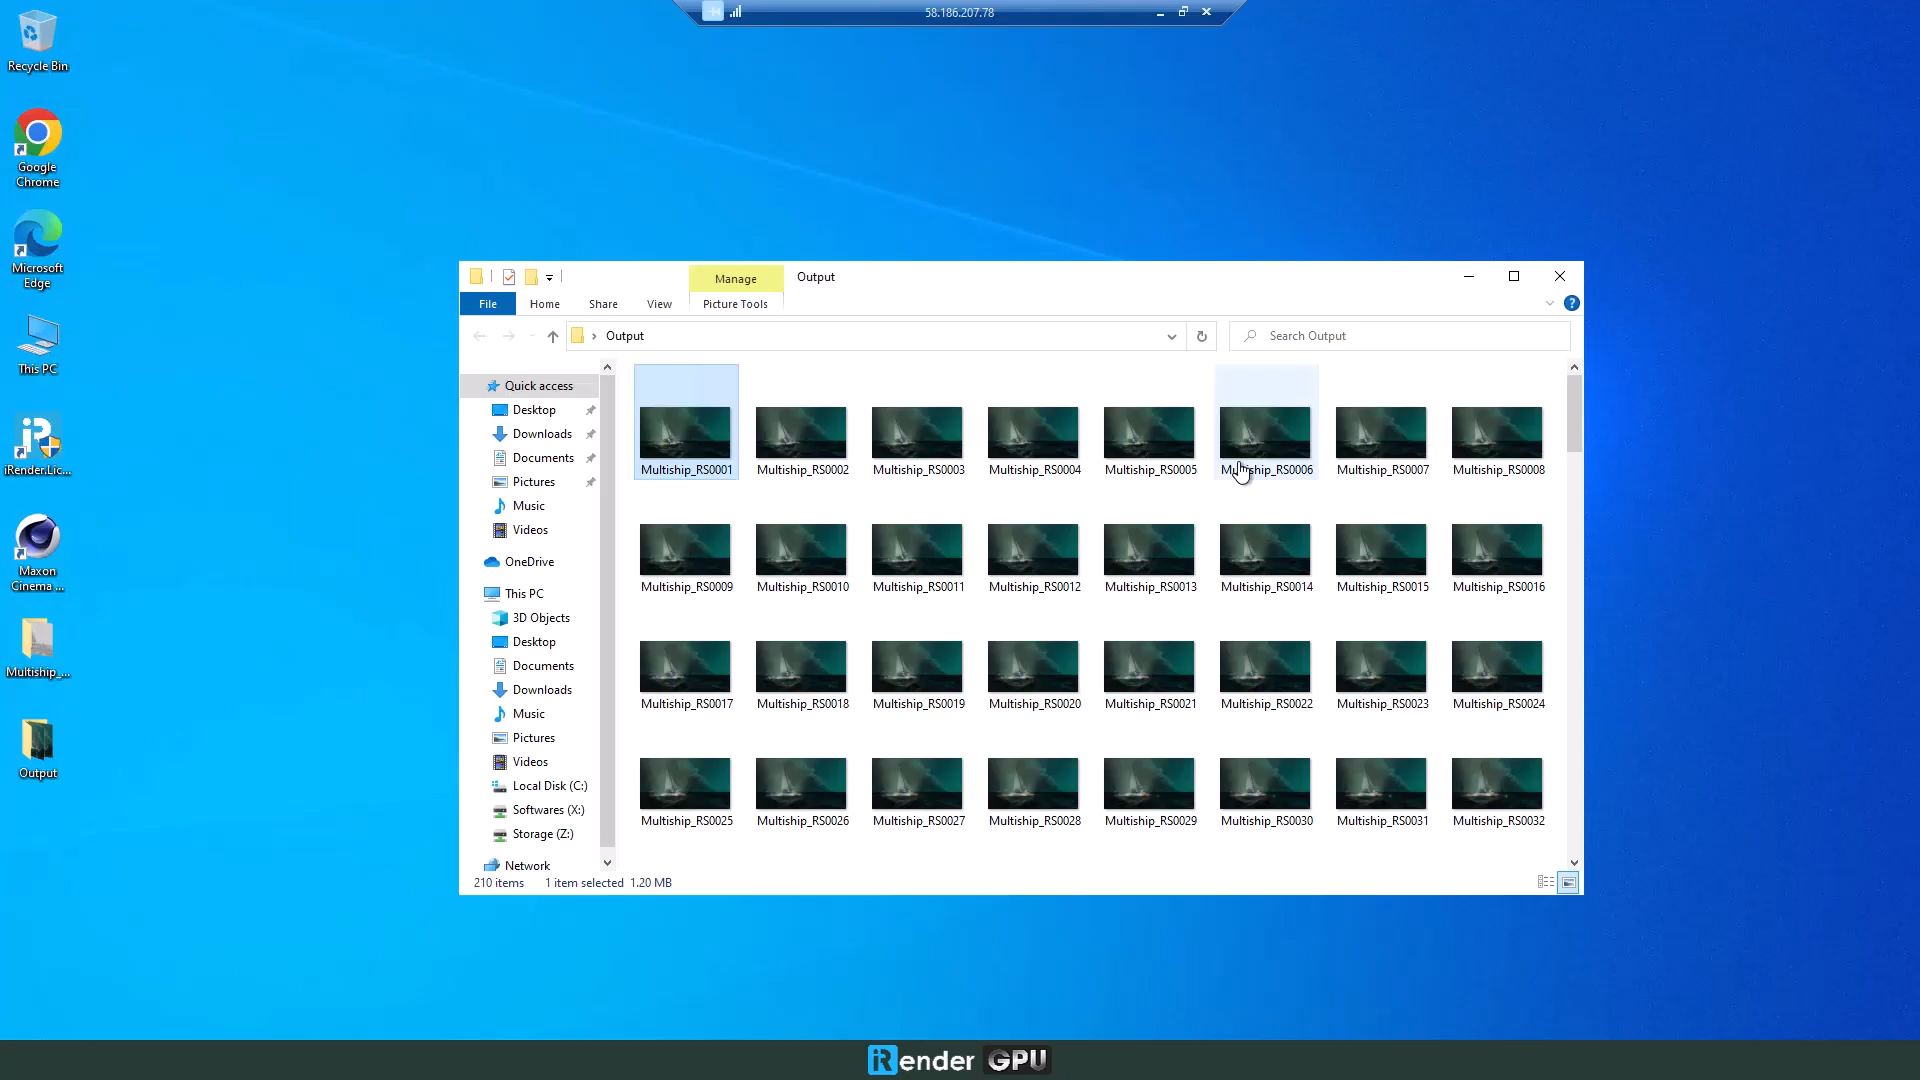 58.186.207.78
Recycle Bin
Google
Chrome
Microsoft
Edge
This PC
iRender.Lic...
Maxon
Cinema ...
Multiship_...
Output
Manage
Output
File
Home
Share
View
Picture Tools
Output
Search Output
Quick access
Desktop
Downloads
Documents
Pictures
Music
Videos
OneDrive
This PC
3D Objects
Desktop
Documents
Downloads
Music
Pictures
Videos
Local Disk (C:)
Softwares (X:)
Storage (Z:)
Network
Multiship_RS0001 Multiship_RS0002 Multiship_RS0003 Multiship_RS0004 Multiship_RS0005 Multiship_RS0006 Multiship_RS0007 Multiship_RS0008
Multiship_RS0009 Multiship_RS0010 Multiship_RS0011 Multiship_RS0012 Multiship_RS0013 Multiship_RS0014 Multiship_RS0015 Multiship_RS0016
Multiship_RS0017 Multiship_RS0018 Multiship_RS0019 Multiship_RS0020 Multiship_RS0021 Multiship_RS0022 Multiship_RS0023 Multiship_RS0024
Multiship_RS0025 Multiship_RS0026 Multiship_RS0027 Multiship_RS0028 Multiship_RS0029 Multiship_RS0030 Multiship_RS0031 Multiship_RS0032
210 items 1 item selected 1.20 MB
iRender GPU